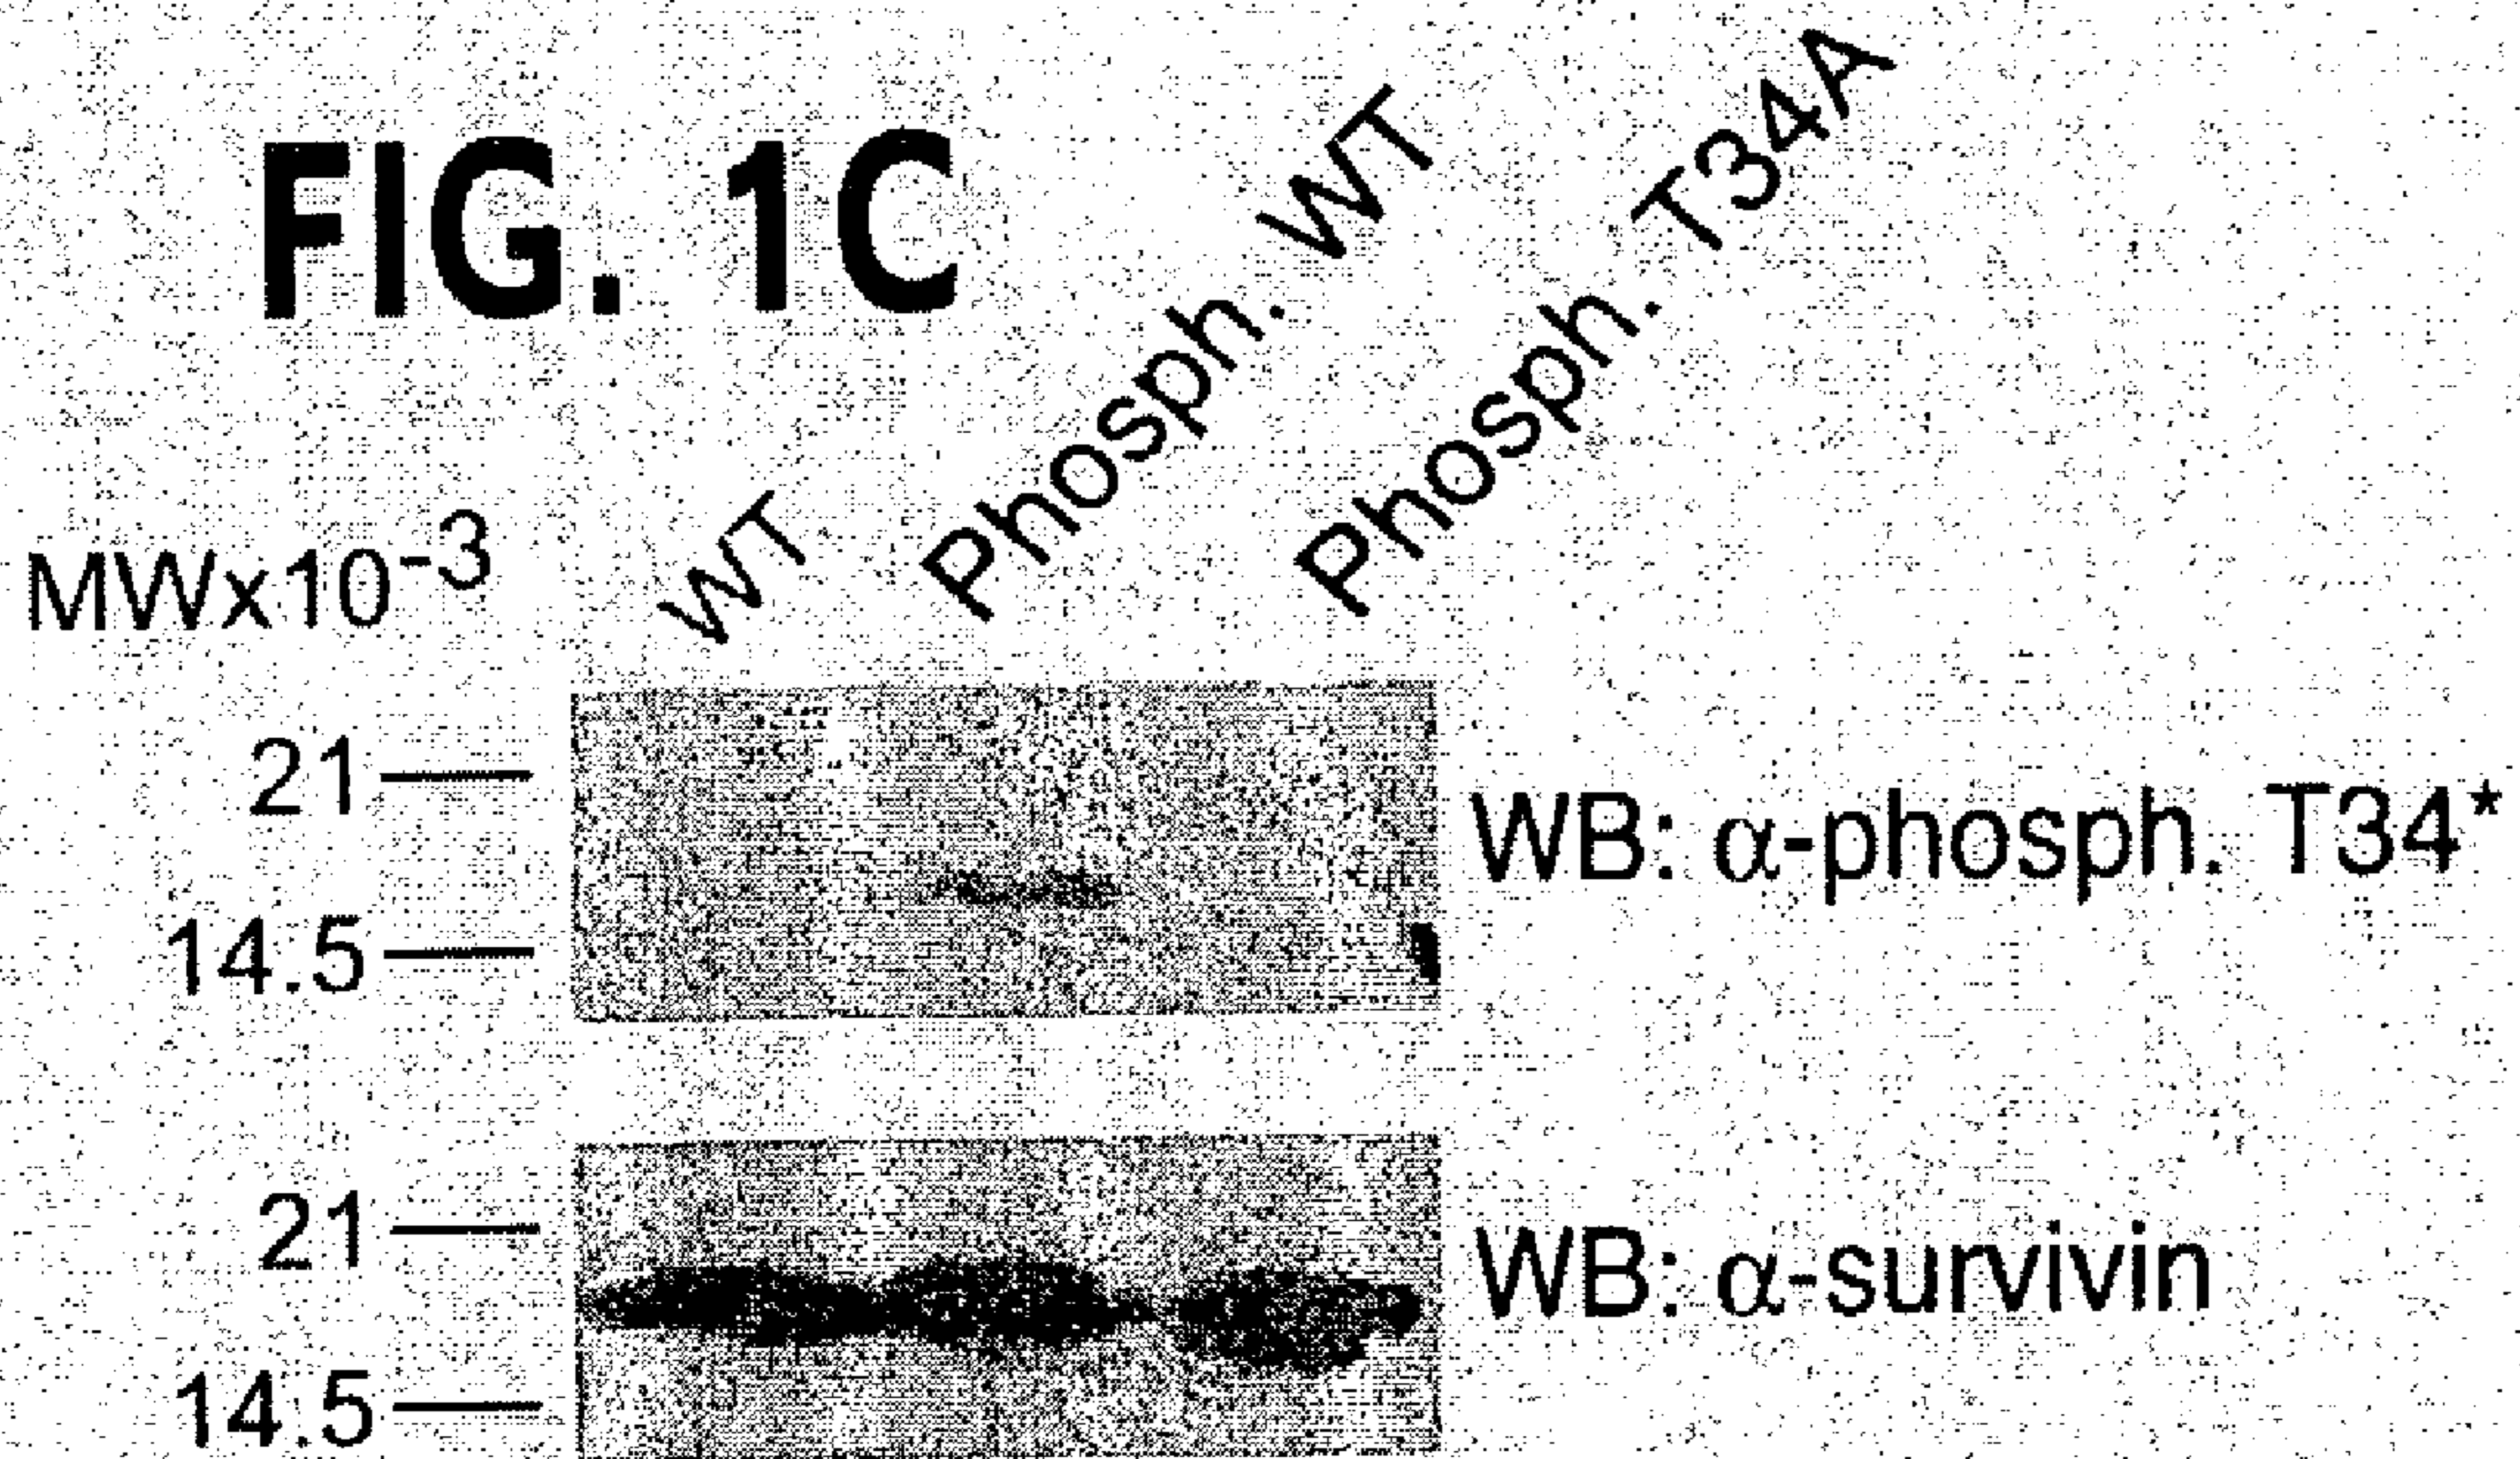 FIG. 1C
WT
Phosph. WT
Phosph. T34A
MWx10⁻³
21
14.5
WB: α-phosph. T34*
21
14.5
WB: α-survivin